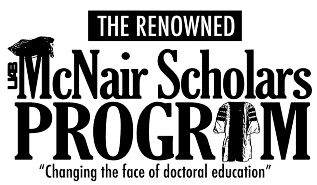 THE RENOWNED
UAB
McNair Scholars
PROGRAM
“Changing the face of doctoral education”